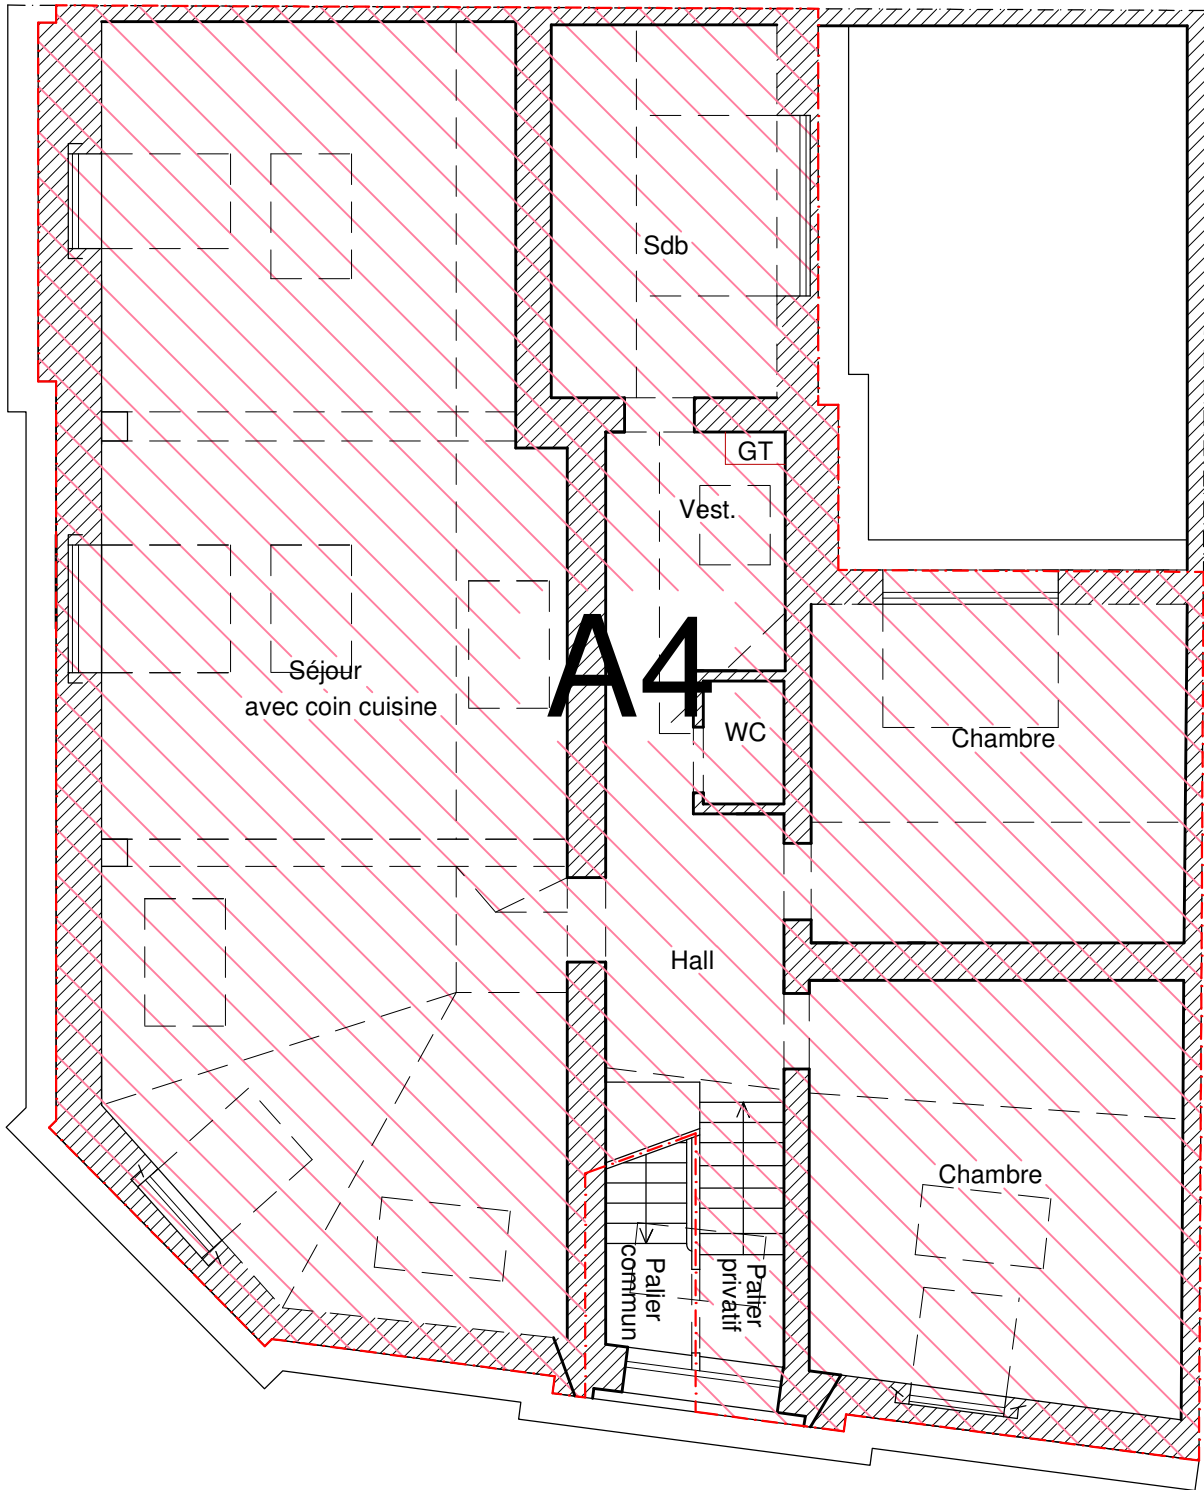 Sdb
GT
Vest.
A4
Séjour
avec coin cuisine
WC
Chambre
Hall
Chambre
Palier
commun
Palier
privatif